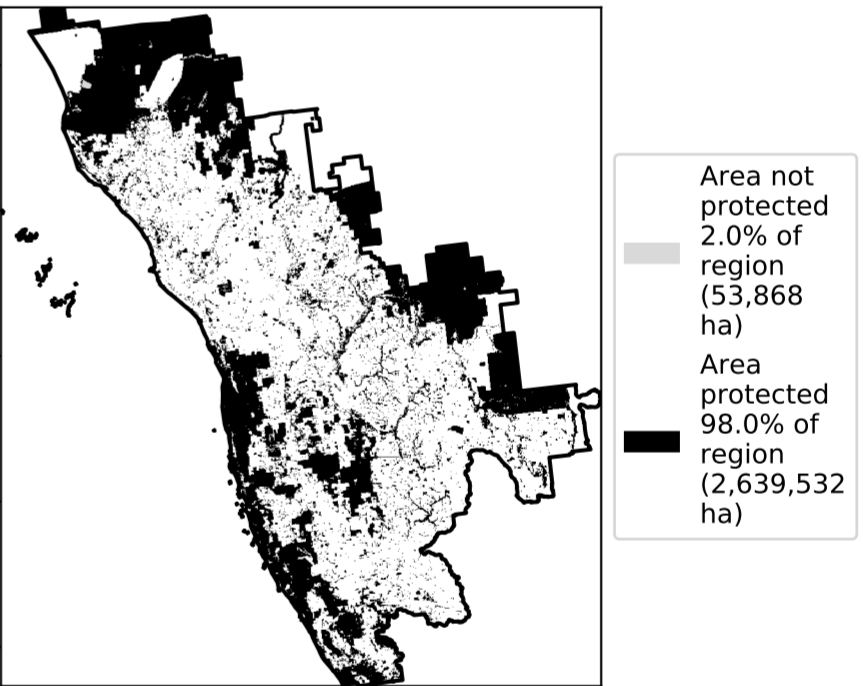 Area not
protected
2.0% of
region
(53,868
ha)
Area
protected
98.0% of
region
(2,639,532
ha)